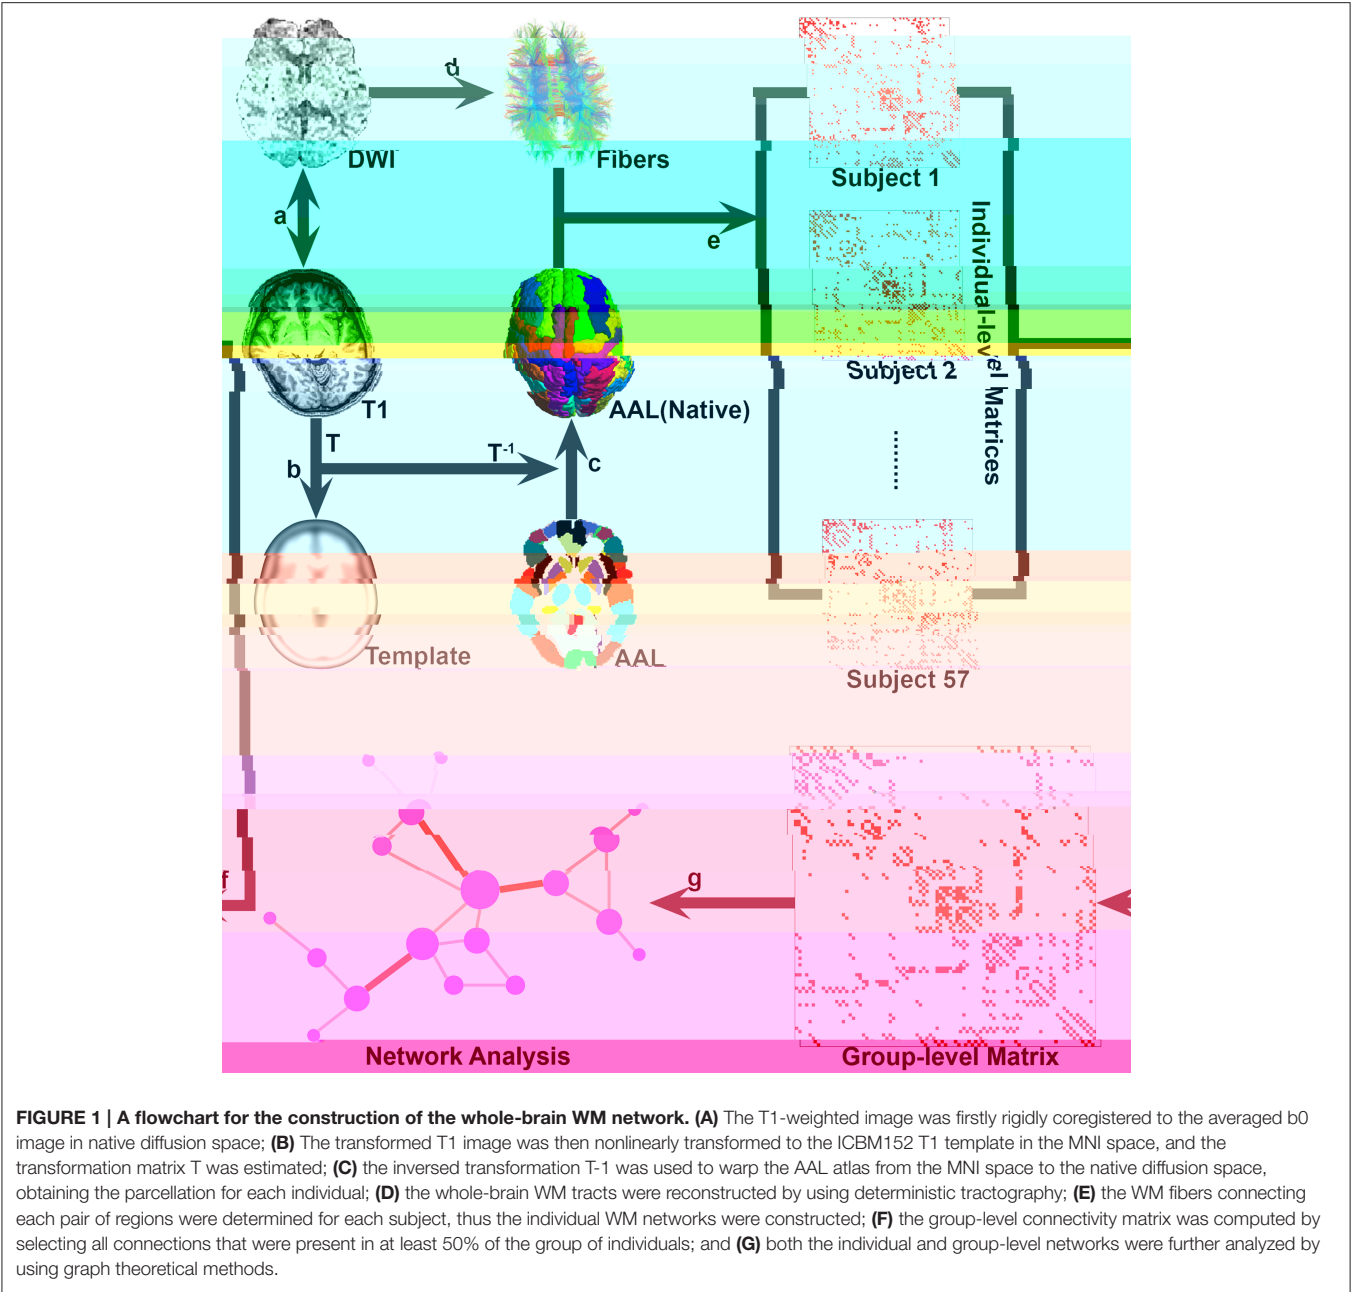 d
DWI
Fibers
Subject 1
a
e
Individual-level Matrices
Subject 2
T1
AAL(Native)
T
T-1
b
c
Template
AAL
Subject 57
f
g
Network Analysis
Group-level Matrix
FIGURE 1 | A flowchart for the construction of the whole-brain WM network. (A) The T1-weighted image was firstly rigidly coregistered to the averaged b0
image in native diffusion space; (B) The transformed T1 image was then nonlinearly transformed to the ICBM152 T1 template in the MNI space, and the
transformation matrix T was estimated; (C) the inversed transformation T-1 was used to warp the AAL atlas from the MNI space to the native diffusion space,
obtaining the parcellation for each individual; (D) the whole-brain WM tracts were reconstructed by using deterministic tractography; (E) the WM fibers connecting
each pair of regions were determined for each subject, thus the individual WM networks were constructed; (F) the group-level connectivity matrix was computed by
selecting all connections that were present in at least 50% of the group of individuals; and (G) both the individual and group-level networks were further analyzed by
using graph theoretical methods.